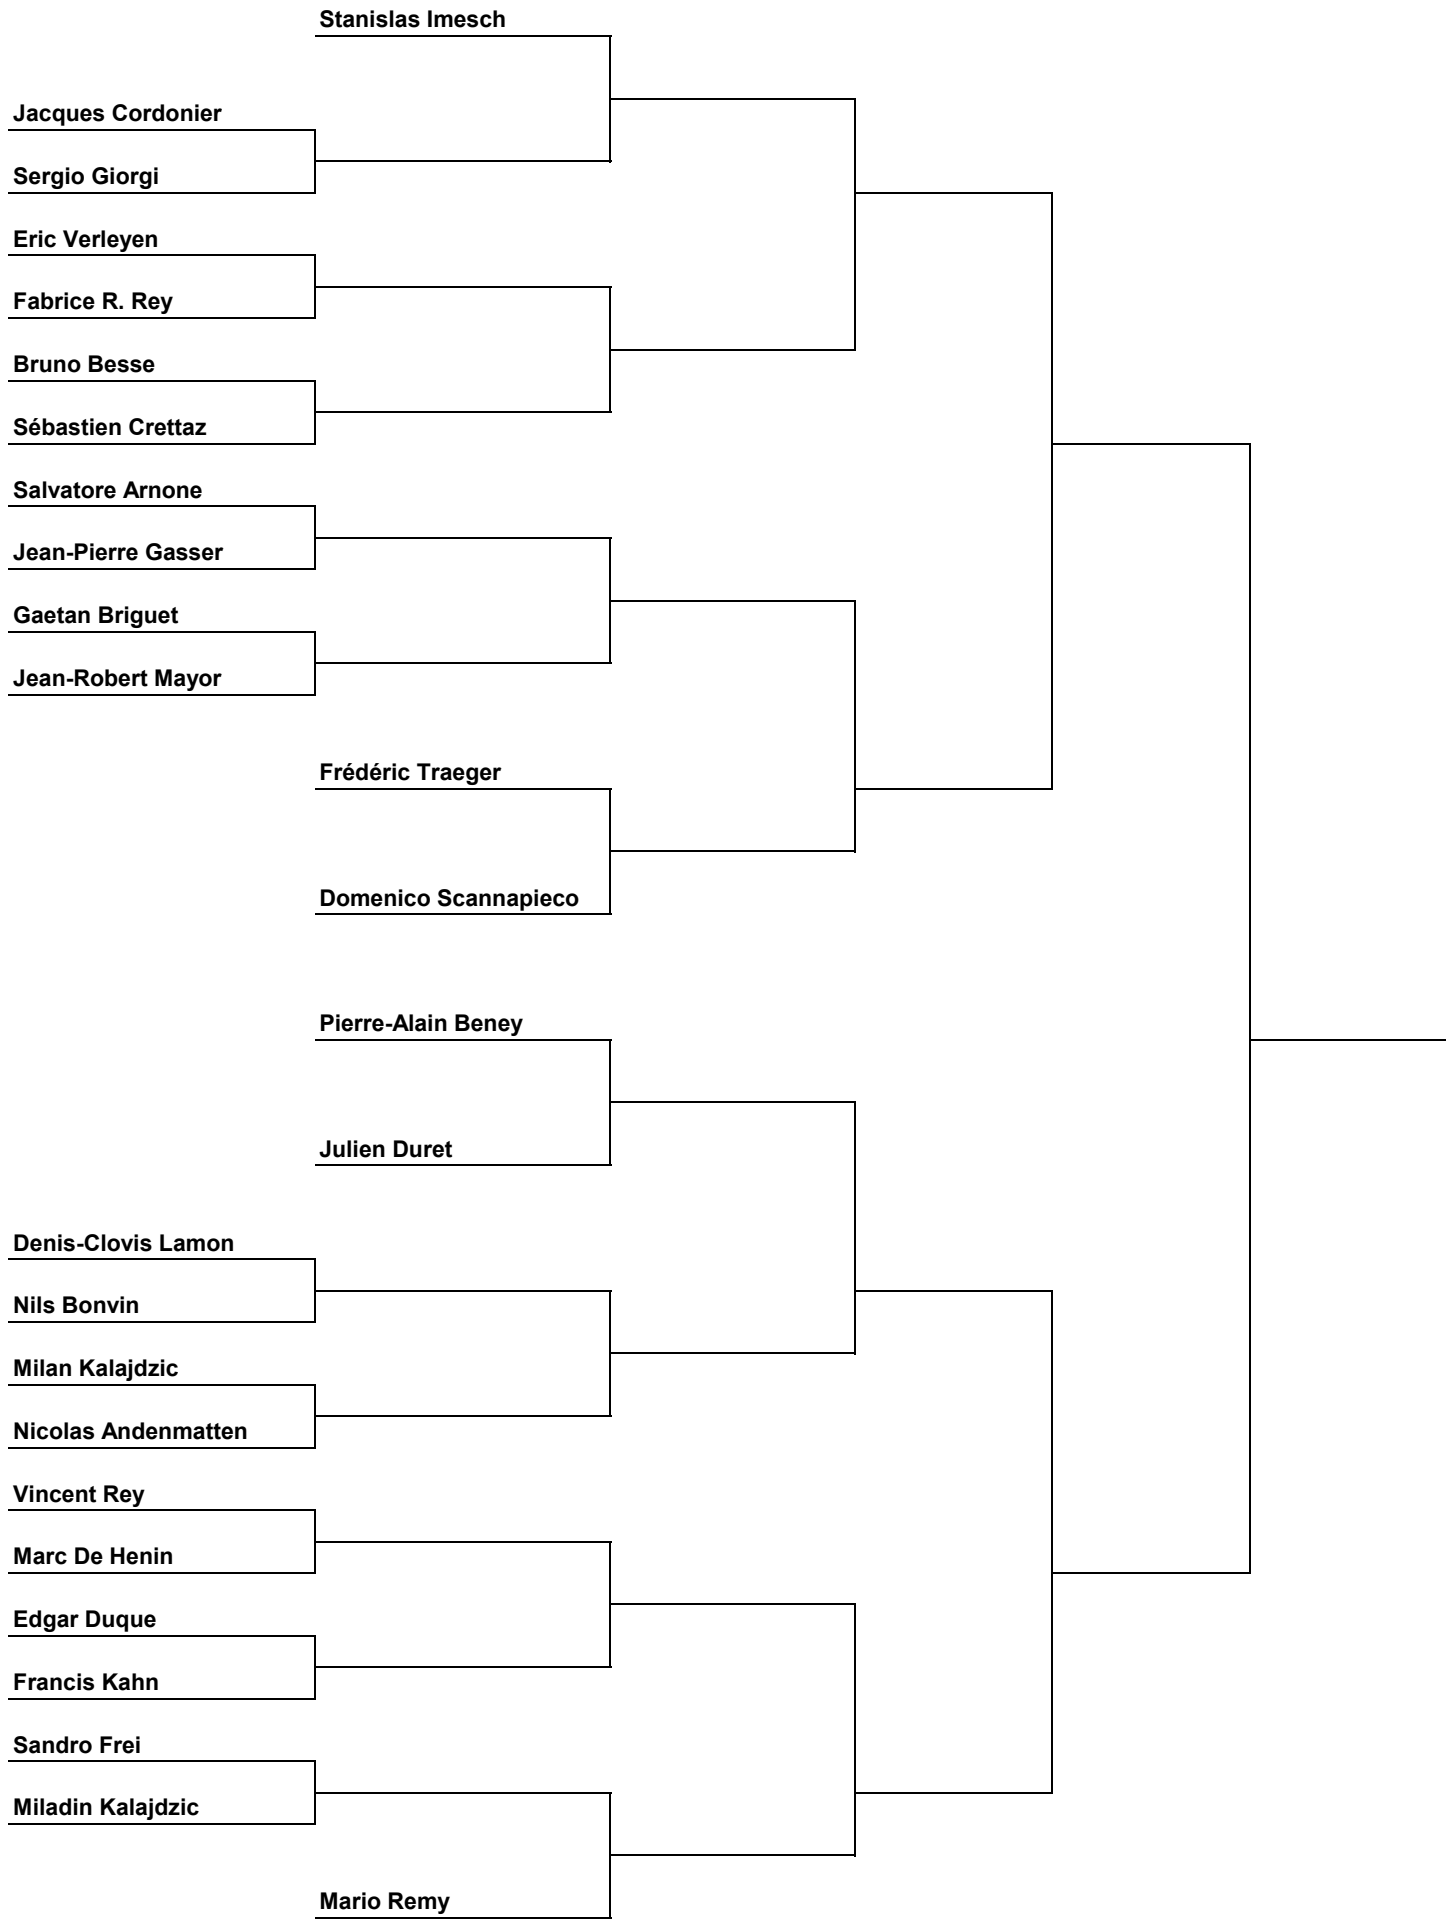 Stanislas Imesch
Jacques Cordonier
Sergio Giorgi
Eric Verleyen
Fabrice R. Rey
Bruno Besse
Sébastien Crettaz
Salvatore Arnone
Jean-Pierre Gasser
Gaetan Briguet
Jean-Robert Mayor
Frédéric Traeger
Domenico Scannapieco
Pierre-Alain Beney
Julien Duret
Denis-Clovis Lamon
Nils Bonvin
Milan Kalajdzic
Nicolas Andenmatten
Vincent Rey
Marc De Henin
Edgar Duque
Francis Kahn
Sandro Frei
Miladin Kalajdzic
Mario Remy